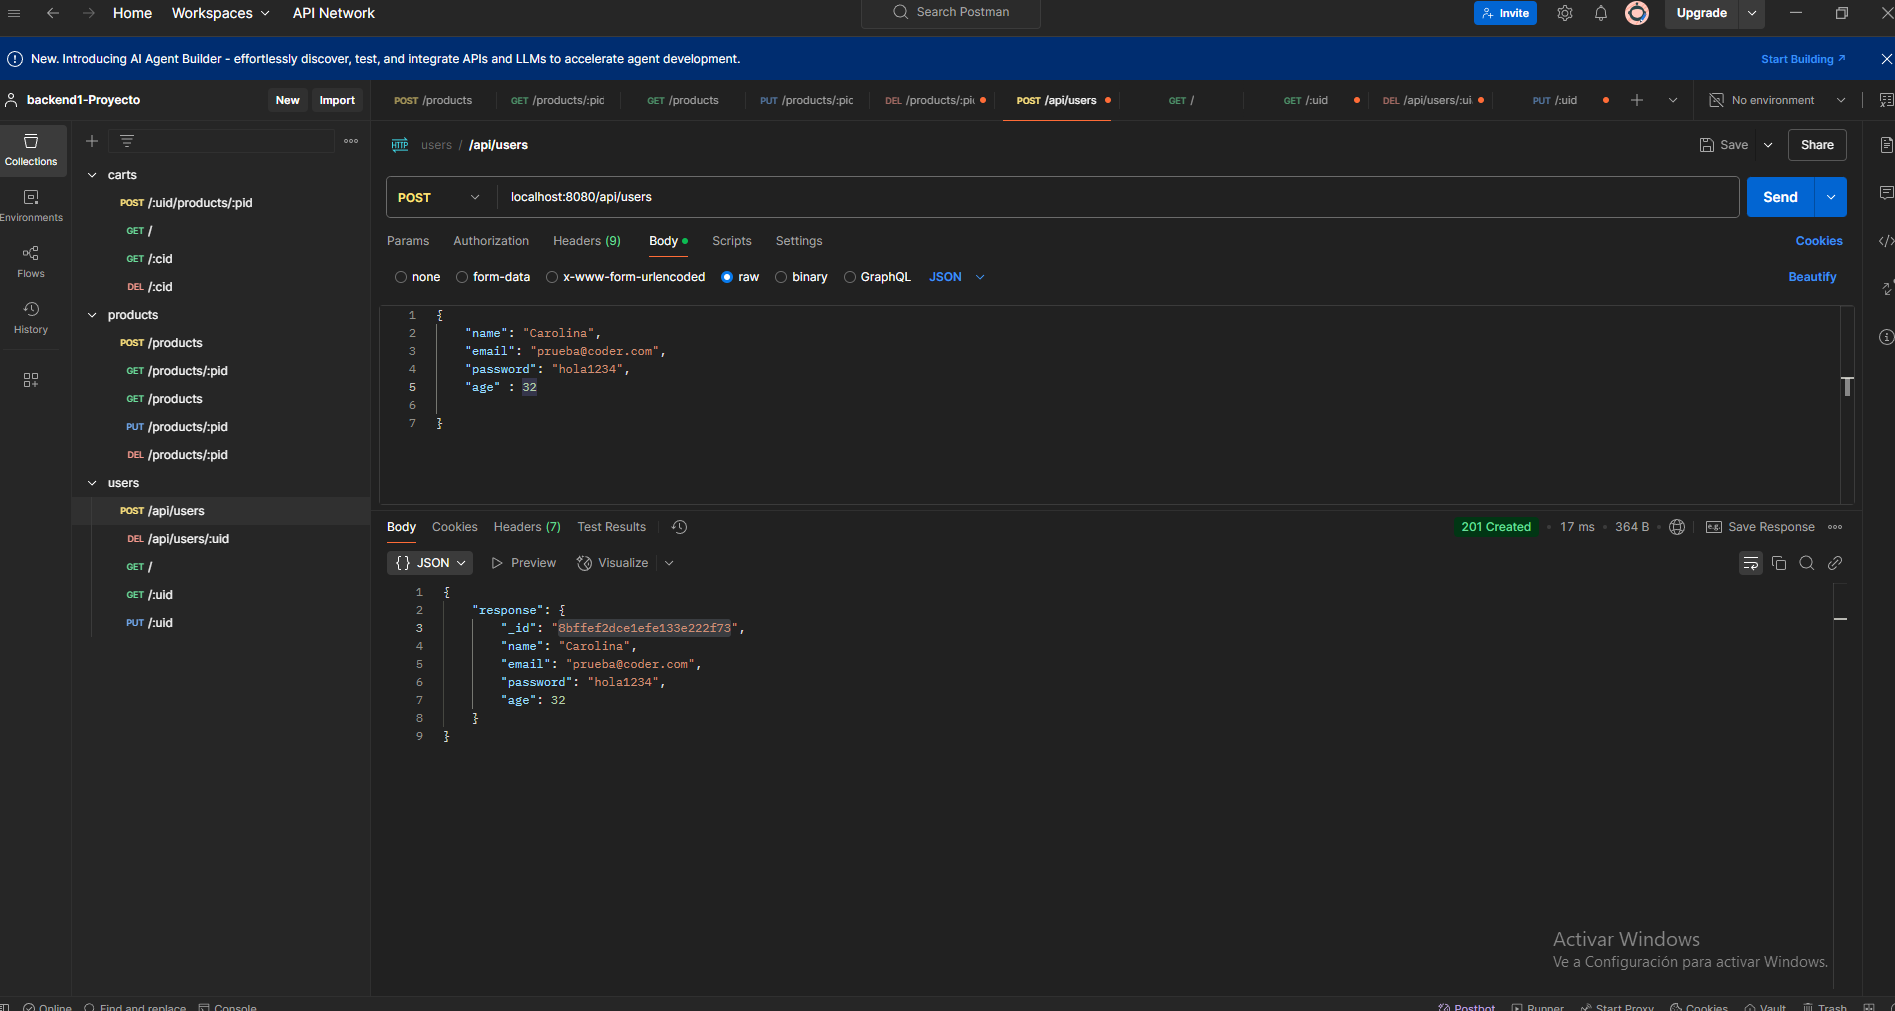 Home Workspaces API Network Search Postman Invite Upgrade
New. Introducing AI Agent Builder - effortlessly discover, test, and integrate APIs and LLMs to accelerate agent development. Start Building
backend1-Proyecto New Import
POST /products GET /products/:pid GET /products PUT /products/:pic DEL /products/:pi POST /api/users GET / GET /:uid DEL /api/users/:ui PUT /:uid No environment
Collections
Environments
Flows
History
carts
POST /:uid/products/:pid
GET /
GET /:cid
DEL /:cid
products
POST /products
GET /products/:pid
GET /products
PUT /products/:pid
DEL /products/:pid
users
POST /api/users
DEL /api/users/:uid
GET /
GET /:uid
PUT /:uid
HTTP users / /api/users Save Share
POST localhost:8080/api/users Send
Params Authorization Headers (9) Body Scripts Settings Cookies
none form-data x-www-form-urlencoded raw binary GraphQL JSON Beautify
1 {
2 "name": "Carolina",
3 "email": "prueba@coder.com",
4 "password": "hola1234",
5 "age" : 32
6
7 }
Body Cookies Headers (7) Test Results 201 Created 17 ms 364 B e.g. Save Response
{} JSON Preview Visualize
1 {
2 "response": {
3 "_id": "8bffef2dce1efe133e222f73",
4 "name": "Carolina",
5 "email": "prueba@coder.com",
6 "password": "hola1234",
7 "age": 32
8 }
9 }
Activar Windows
Ve a Configuración para activar Windows.
Online Find and replace Console Postbot Runner Start Proxy Cookies Vault Trash